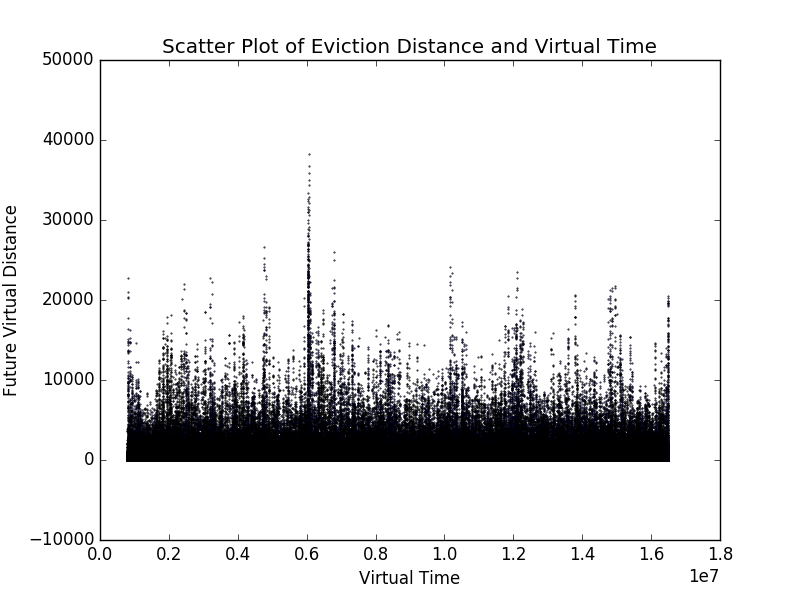 Scatter Plot of Eviction Distance and Virtual Time
50000
40000
30000
20000
10000
0
−10000
Future Virtual Distance
0.0 0.2 0.4 0.6 0.8 1.0 1.2 1.4 1.6 1.8
1e7
Virtual Time